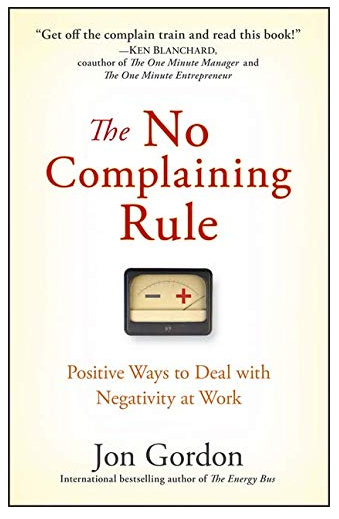 “Get off the complain train and read this book!”
—KEN BLANCHARD,
coauthor of The One Minute Manager and
The One Minute Entrepreneur
The No
Complaining
Rule
− +
Positive Ways to Deal with
Negativity at Work
Jon Gordon
International bestselling author of The Energy Bus